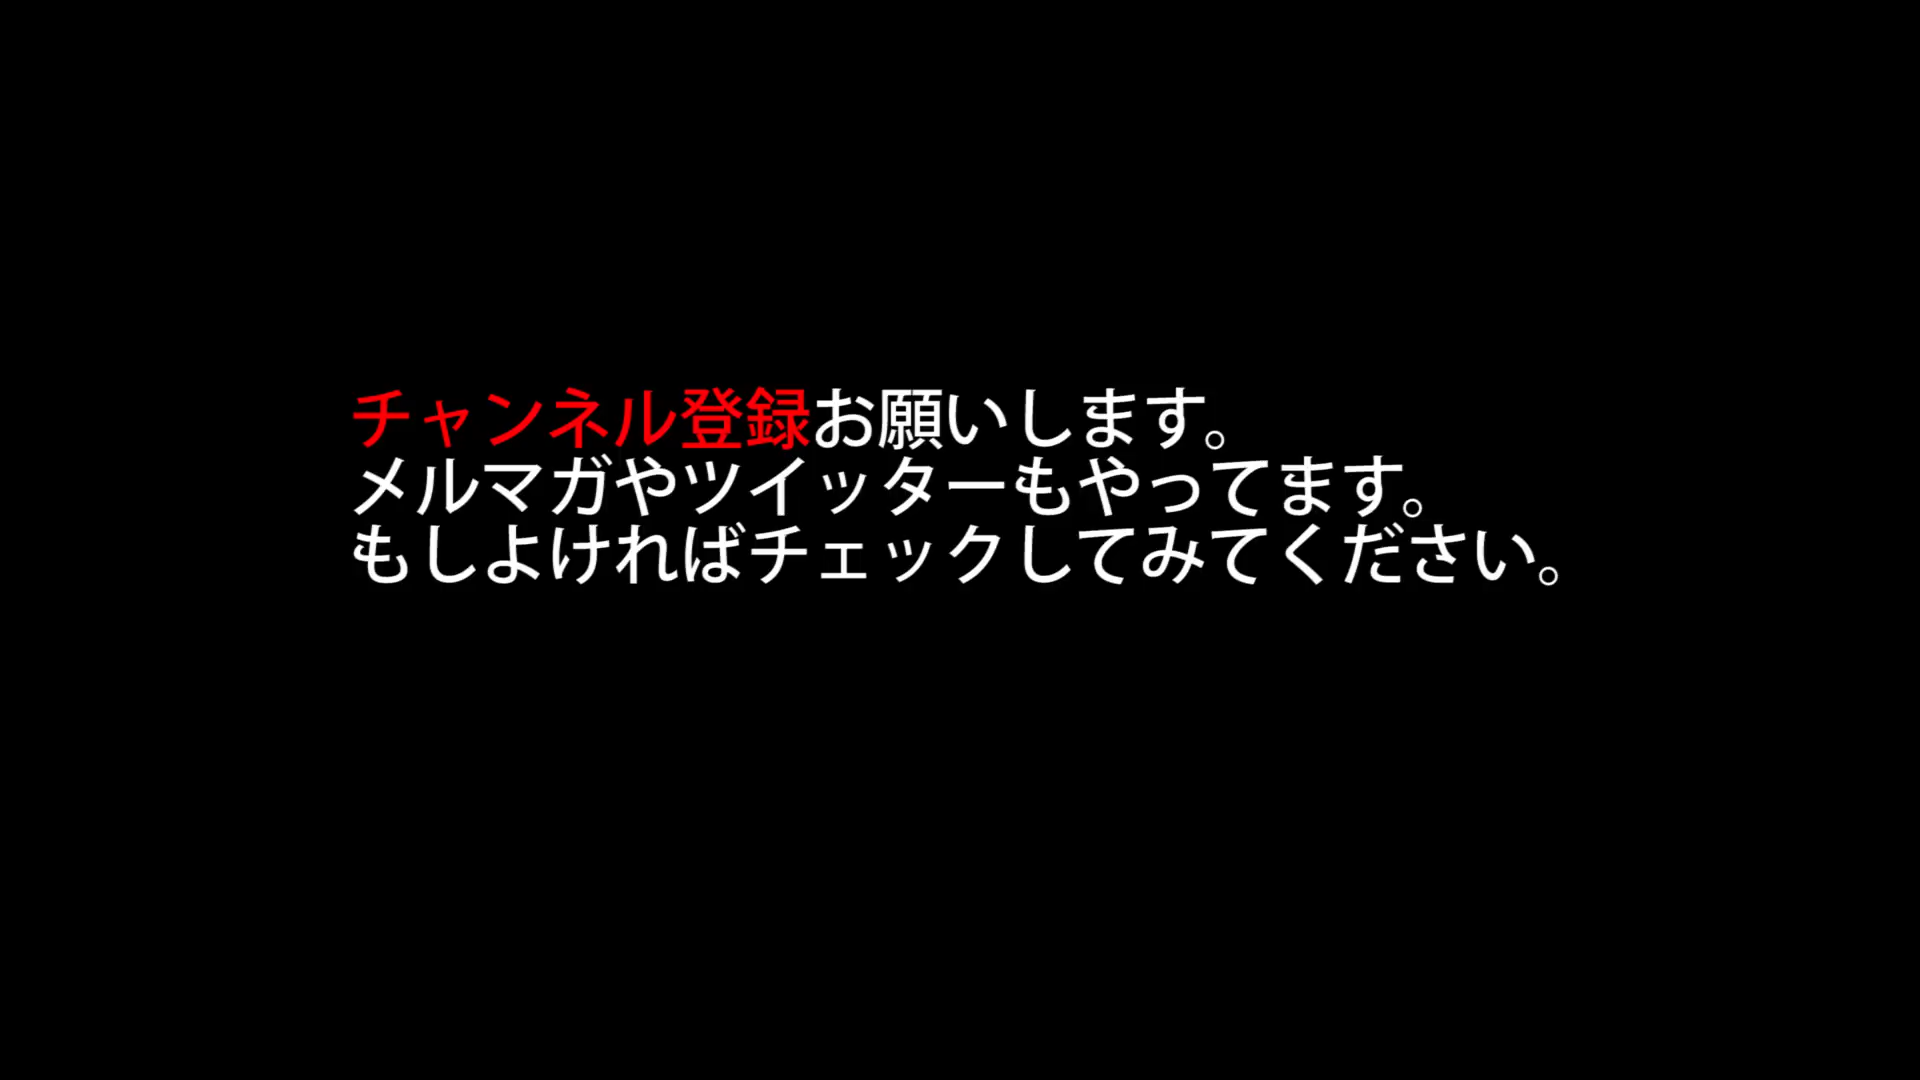 チャンネル登録お願いします。
メルマガやツイッターもやってます。
もしよければチェックしてみてください。